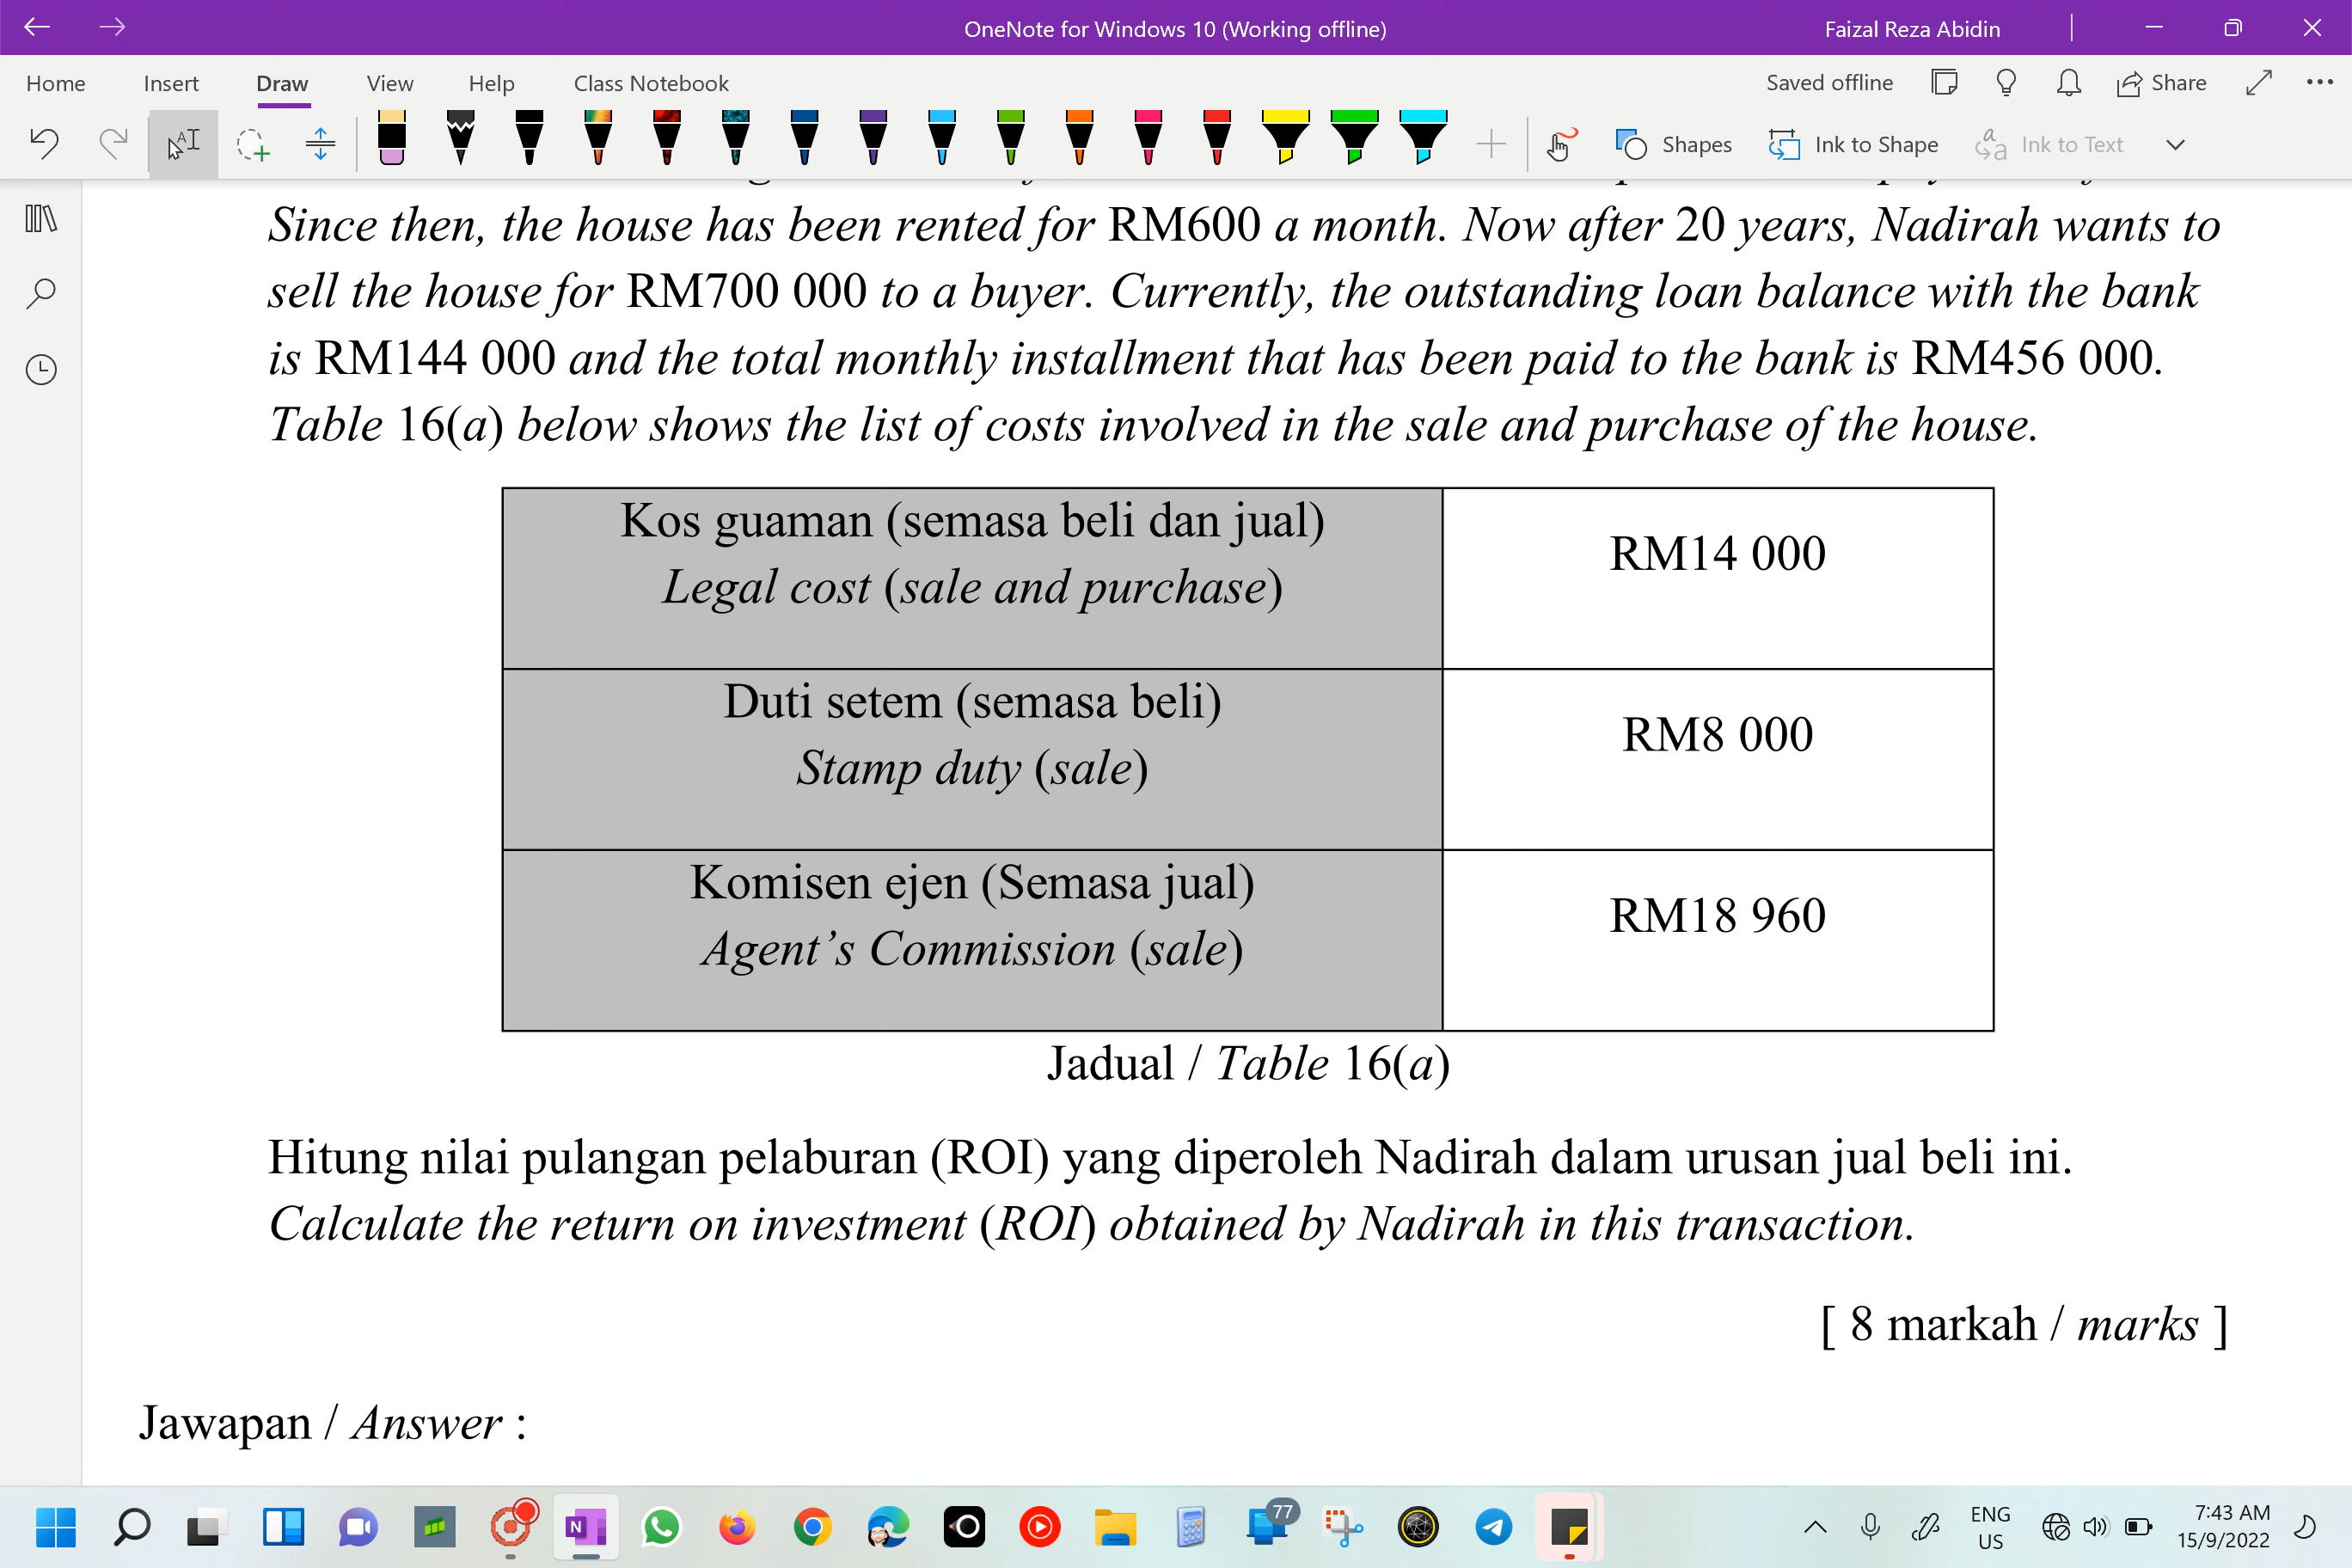 OneNote for Windows 10 (Working offline)
Faizal Reza Abidin
Home Insert Draw View Help Class Notebook
Saved offline Share
Shapes Ink to Shape Ink to Text
Since then, the house has been rented for RM600 a month. Now after 20 years, Nadirah wants to
sell the house for RM700 000 to a buyer. Currently, the outstanding loan balance with the bank
is RM144 000 and the total monthly installment that has been paid to the bank is RM456 000.
Table 16(a) below shows the list of costs involved in the sale and purchase of the house.
Kos guaman (semasa beli dan jual)
Legal cost (sale and purchase)
RM14 000
Duti setem (semasa beli)
Stamp duty (sale)
RM8 000
Komisen ejen (Semasa jual)
Agent’s Commission (sale)
RM18 960
Jadual / Table 16(a)
Hitung nilai pulangan pelaburan (ROI) yang diperoleh Nadirah dalam urusan jual beli ini.
Calculate the return on investment (ROI) obtained by Nadirah in this transaction.
[ 8 markah / marks ]
Jawapan / Answer :
77
ENG
US
7:43 AM
15/9/2022